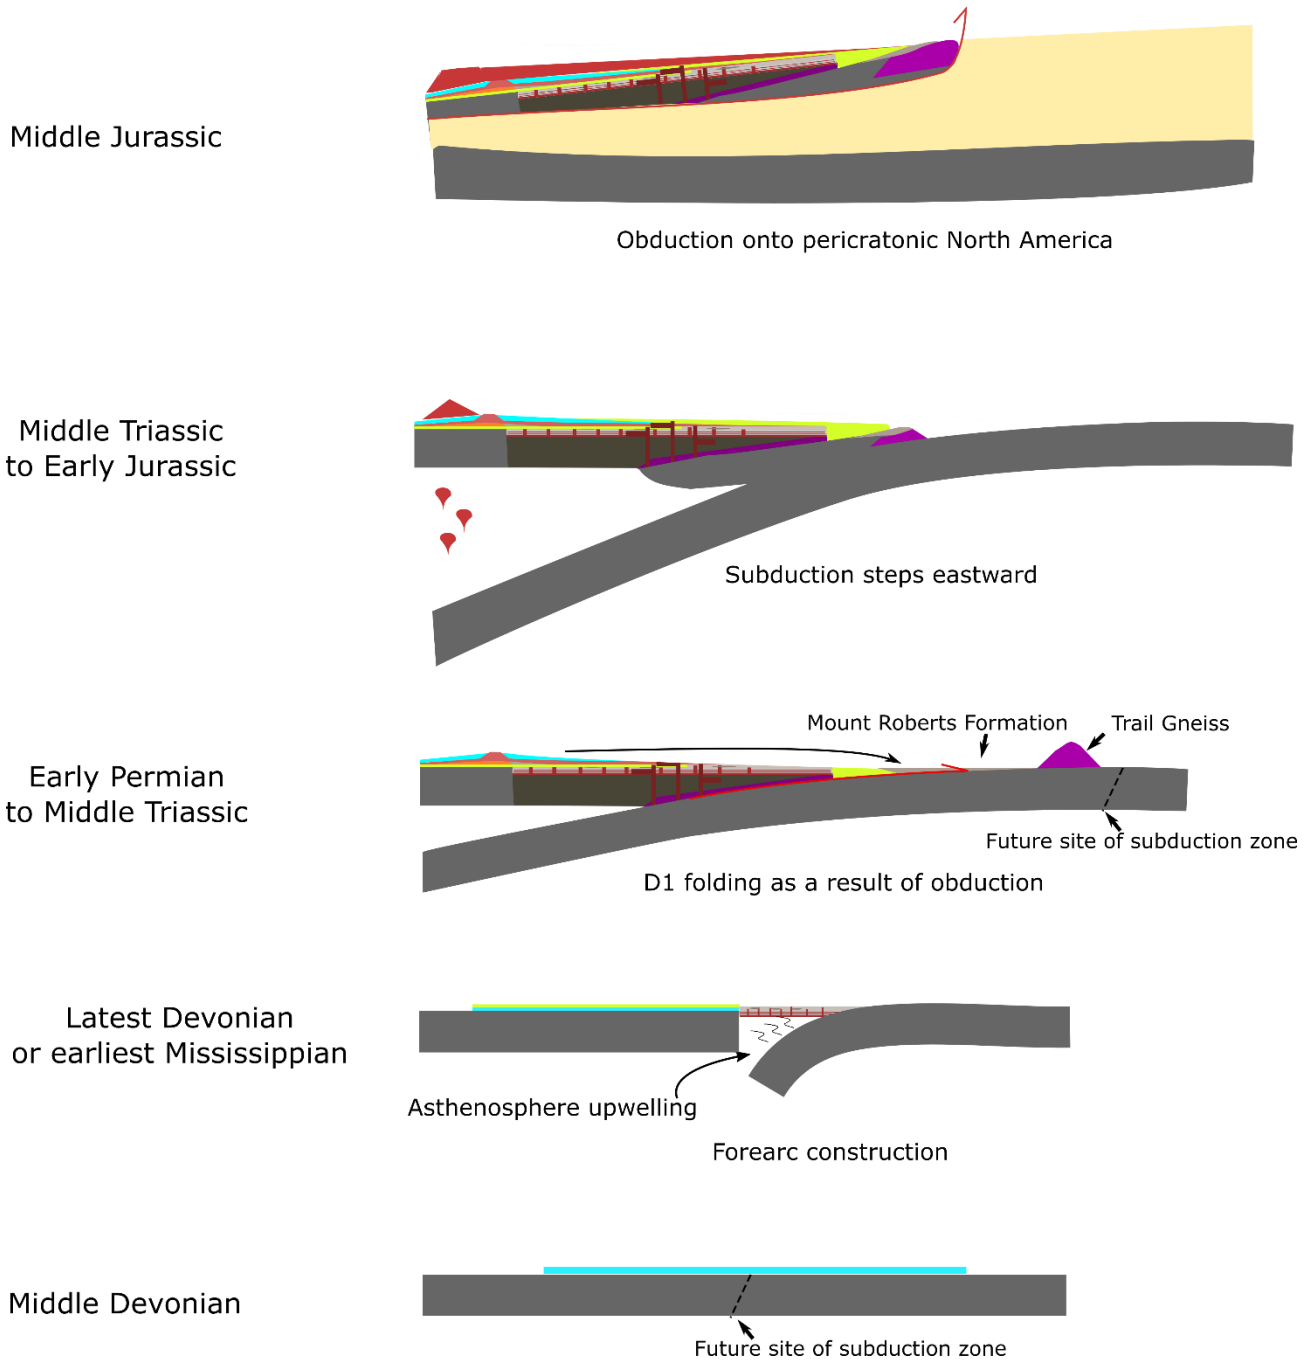 Middle Jurassic
Obduction onto pericratonic North America
Middle Triassic
to Early Jurassic
Subduction steps eastward
Mount Roberts Formation
Trail Gneiss
Early Permian
to Middle Triassic
Future site of subduction zone
D1 folding as a result of obduction
Latest Devonian
or earliest Mississippian
Asthenosphere upwelling
Forearc construction
Middle Devonian
Future site of subduction zone